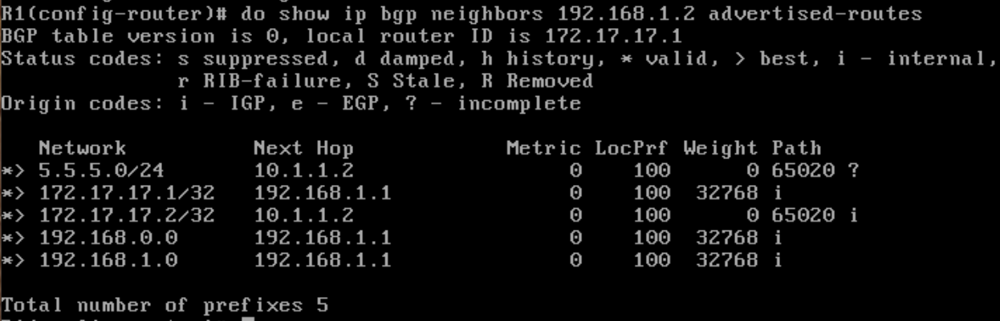 R1(config-router)# do show ip bgp neighbors 192.168.1.2 advertised-routes
BGP table version is 0, local router ID is 172.17.17.1
Status codes: s suppressed, d damped, h history, * valid, > best, i - internal,
              r RIB-failure, S Stale, R Removed
Origin codes: i - IGP, e - EGP, ? - incomplete

   Network          Next Hop            Metric LocPrf Weight Path
*> 5.5.5.0/24       10.1.1.2                 0    100      0 65020 ?
*> 172.17.17.1/32   192.168.1.1              0    100  32768 i
*> 172.17.17.2/32   10.1.1.2                 0    100      0 65020 i
*> 192.168.0.0      192.168.1.1              0    100  32768 i
*> 192.168.1.0      192.168.1.1              0    100  32768 i

Total number of prefixes 5